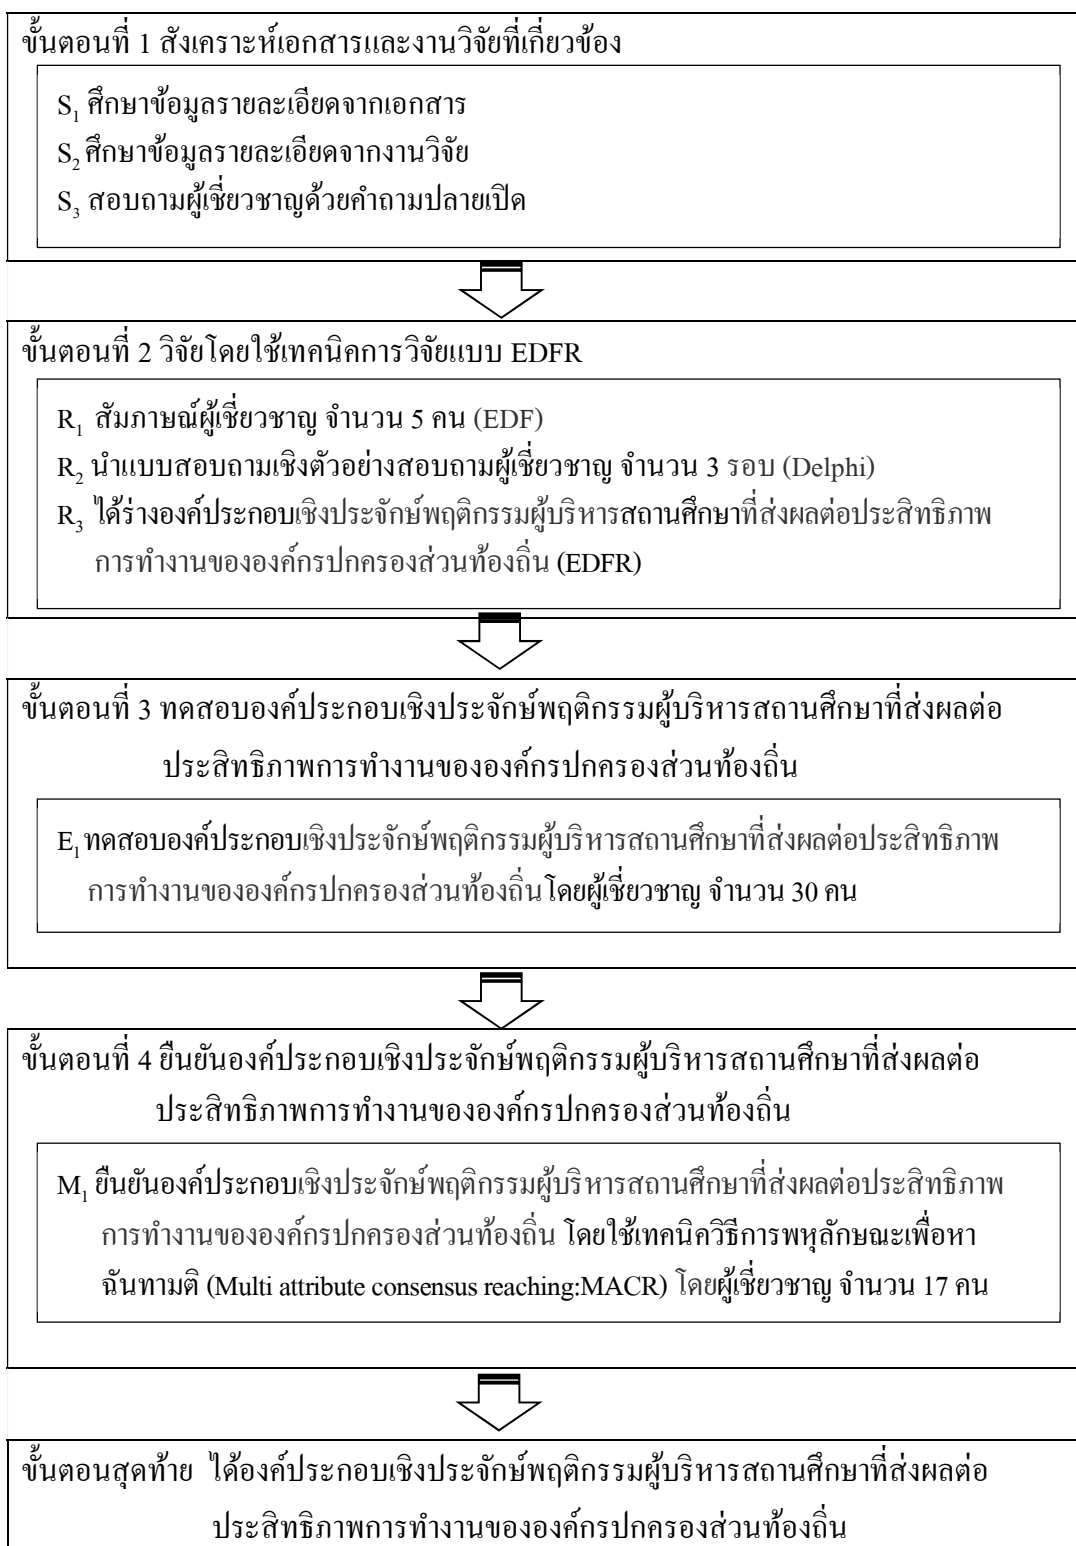 ขั้นตอนที่ 1 สังเคราะห์เอกสารและงานวิจัยที่เกี่ยวข้อง
S₁ ศึกษาข้อมูลรายละเอียดจากเอกสาร
S₂ ศึกษาข้อมูลรายละเอียดจากงานวิจัย
S₃ สอบถามผู้เชี่ยวชาญด้วยคำถามปลายเปิด
ขั้นตอนที่ 2 วิจัยโดยใช้เทคนิคการวิจัยแบบ EDFR
R₁ สัมภาษณ์ผู้เชี่ยวชาญ จำนวน 5 คน (EDF)
R₂ นำแบบสอบถามเชิงตัวอย่างสอบถามผู้เชี่ยวชาญ จำนวน 3 รอบ (Delphi)
R₃ ได้ร่างองค์ประกอบเชิงประจักษ์พฤติกรรมผู้บริหารสถานศึกษาที่ส่งผลต่อประสิทธิภาพ
การทำงานขององค์กรปกครองส่วนท้องถิ่น (EDFR)
ขั้นตอนที่ 3 ทดสอบองค์ประกอบเชิงประจักษ์พฤติกรรมผู้บริหารสถานศึกษาที่ส่งผลต่อ
ประสิทธิภาพการทำงานขององค์กรปกครองส่วนท้องถิ่น
E₁ ทดสอบองค์ประกอบเชิงประจักษ์พฤติกรรมผู้บริหารสถานศึกษาที่ส่งผลต่อประสิทธิภาพ
การทำงานขององค์กรปกครองส่วนท้องถิ่น โดยผู้เชี่ยวชาญ จำนวน 30 คน
ขั้นตอนที่ 4 ยืนยันองค์ประกอบเชิงประจักษ์พฤติกรรมผู้บริหารสถานศึกษาที่ส่งผลต่อ
ประสิทธิภาพการทำงานขององค์กรปกครองส่วนท้องถิ่น
M₁ ยืนยันองค์ประกอบเชิงประจักษ์พฤติกรรมผู้บริหารสถานศึกษาที่ส่งผลต่อประสิทธิภาพ
การทำงานขององค์กรปกครองส่วนท้องถิ่น โดยใช้เทคนิควิธีการพหุลักษณะเพื่อหา
ฉันทามติ (Multi attribute consensus reaching:MACR) โดยผู้เชี่ยวชาญ จำนวน 17 คน
ขั้นตอนสุดท้าย ได้องค์ประกอบเชิงประจักษ์พฤติกรรมผู้บริหารสถานศึกษาที่ส่งผลต่อ
ประสิทธิภาพการทำงานขององค์กรปกครองส่วนท้องถิ่น